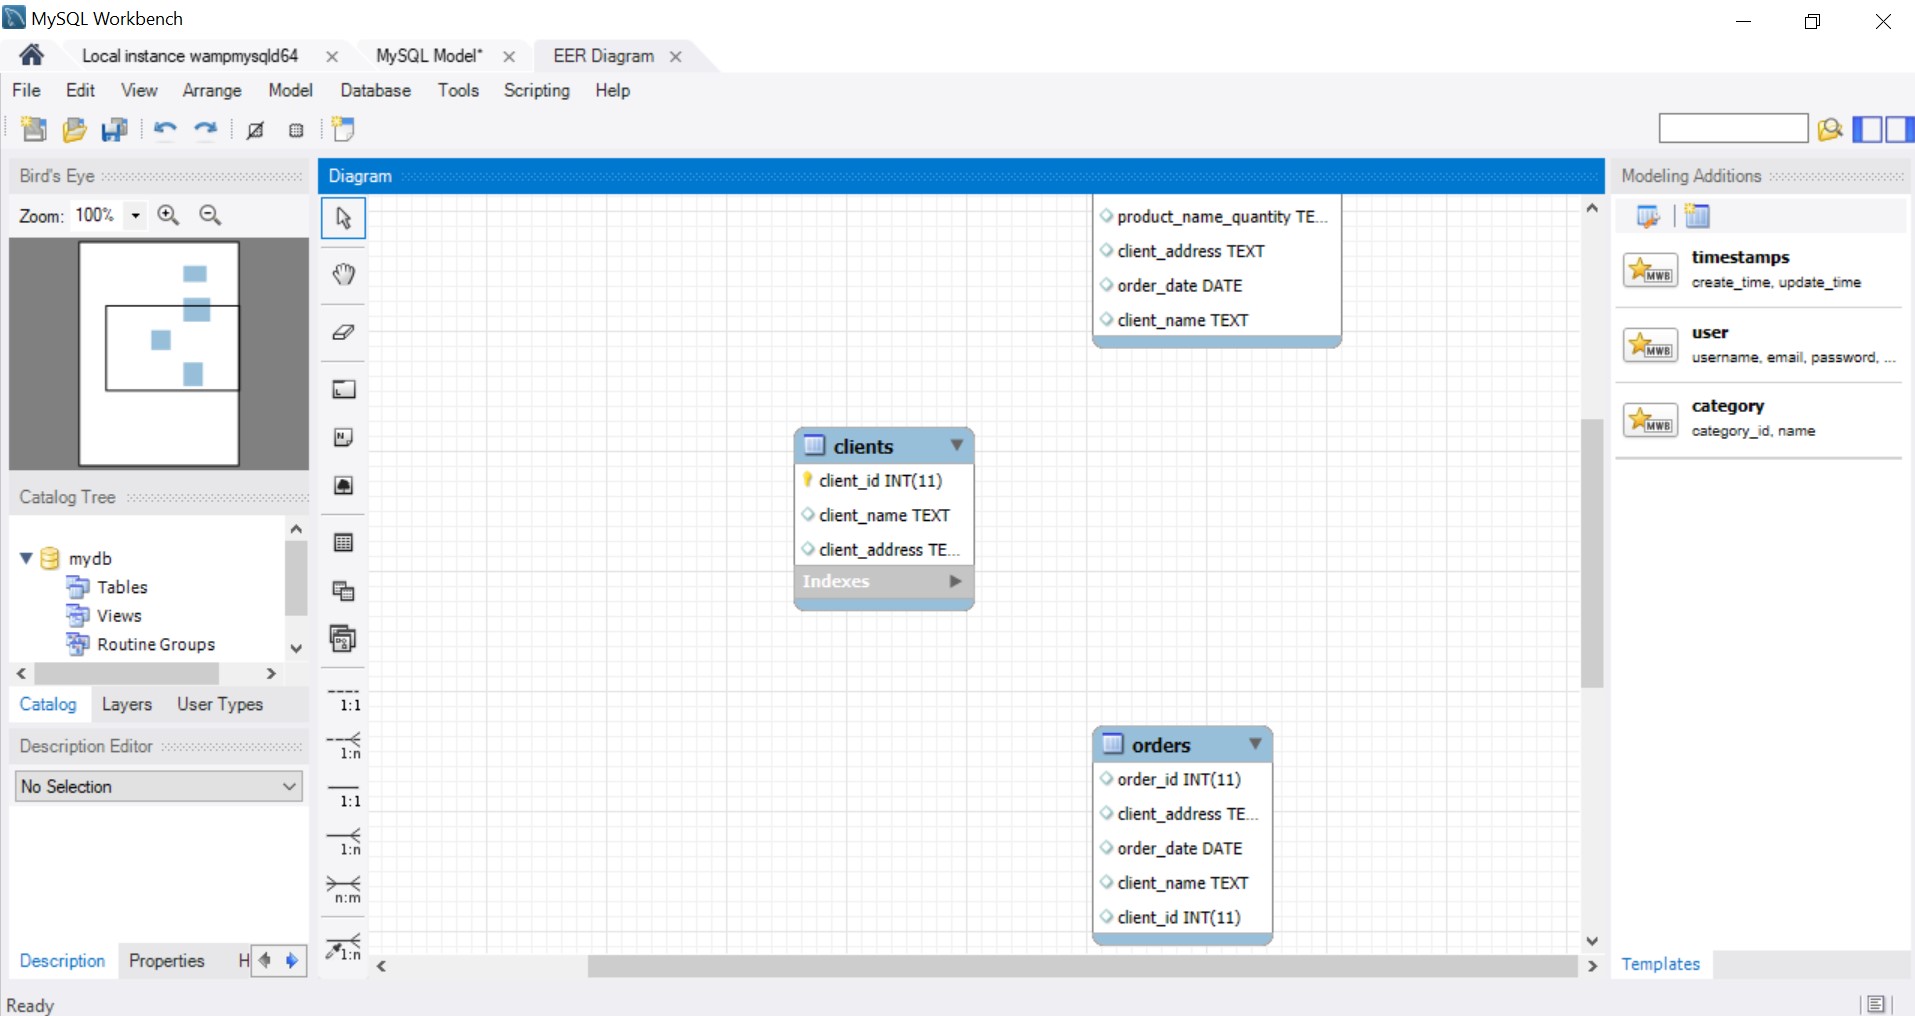 MySQL Workbench
Local instance wampmysqld64
MySQL Model*
EER Diagram
File Edit View Arrange Model Database Tools Scripting Help
Bird's Eye
Zoom: 100%
Catalog Tree
mydb
Tables
Views
Routine Groups
Catalog Layers User Types
Description Editor
No Selection
Description Properties H
Ready
Diagram
1:1
1:n
1:1
1:n
n:m
1:n
product_name_quantity TE...
client_address TEXT
order_date DATE
client_name TEXT
clients
client_id INT(11)
client_name TEXT
client_address TE...
Indexes
orders
order_id INT(11)
client_address TE...
order_date DATE
client_name TEXT
client_id INT(11)
Modeling Additions
MWB
timestamps
create_time, update_time
MWB
user
username, email, password, ...
MWB
category
category_id, name
Templates